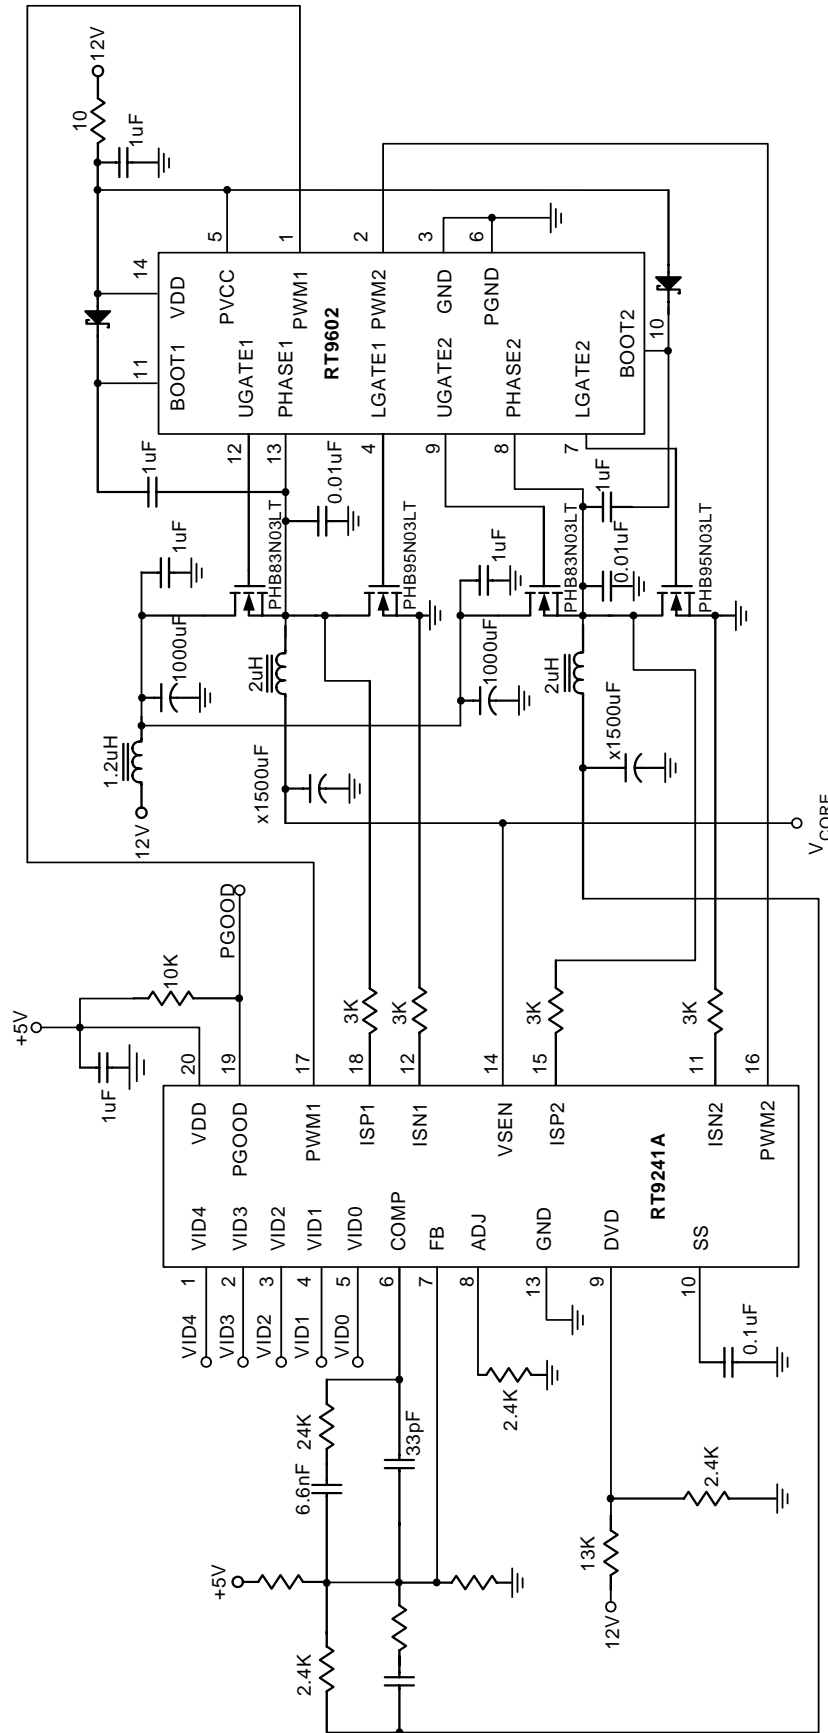 12V
10
1uF
14
5
1
2
3
6
VDD
PVCC
PWM1
PWM2
GND
PGND
RT9602
11
BOOT1
UGATE1
PHASE1
LGATE1
UGATE2
PHASE2
LGATE2
BOOT2
10
12
13
4
9
8
7
1uF
0.01uF
1uF
PHB83N03LT
PHB95N03LT
1uF
PHB83N03LT
0.01uF
1uF
PHB95N03LT
1000uF
2uH
1000uF
2uH
1.2uH
12V
x1500uF
x1500uF
VCORE
PGOOD
10K
+5V
1uF
3K
3K
3K
3K
20
19
17
18
12
14
15
11
16
VDD
PGOOD
PWM1
ISP1
ISN1
VSEN
ISP2
ISN2
PWM2
RT9241A
VID4
VID3
VID2
VID1
VID0
COMP
FB
ADJ
GND
DVD
SS
1
2
3
4
5
6
7
8
13
9
10
VID4
VID3
VID2
VID1
VID0
24K
33pF
6.6nF
2.4K
0.1uF
2.4K
+5V
13K
12V
2.4K